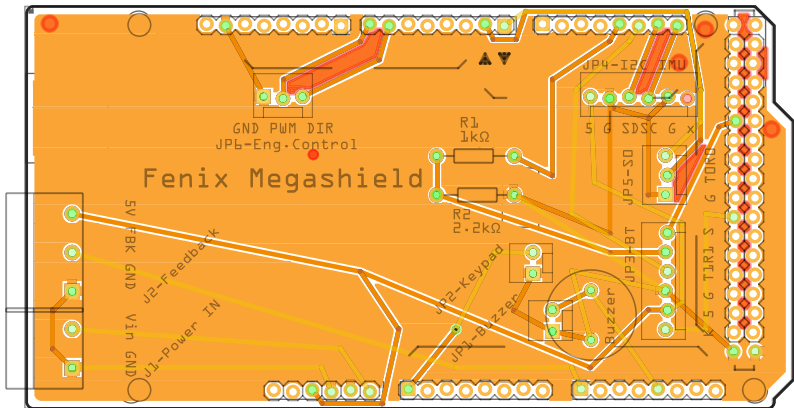 JP4-I2C IMU
R1
1kΩ
GND PWM DIR
5 G SDSC G x
JP6-Eng.Control
Fenix Megashield
JP5-SD
G TORO
R2
2.2kΩ
5V FBK GND
J2-Feedback
JP2-Keypad
JP3-BT
V 5 G T1R1 S
Vin GND
J1-Power IN
JP1-Buzzer
Buzzer